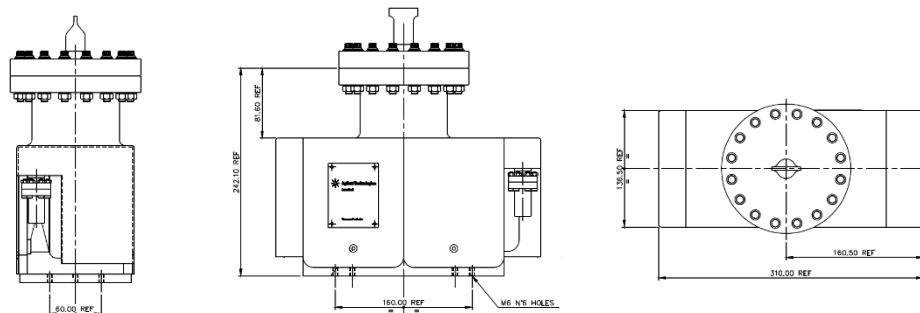 60.00 REF
81.60 REF
242.10 REF
Agilent Technologies
160.00 REF
M6 N°6 HOLES
136.50 REF
160.50 REF
310.00 REF